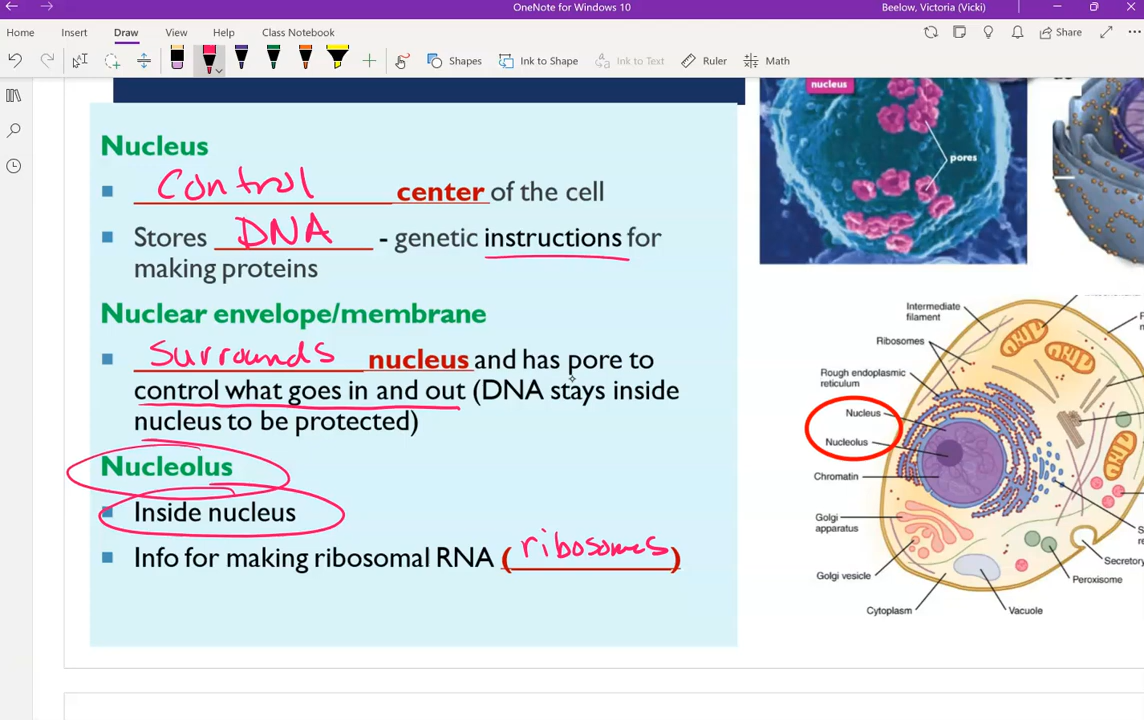 OneNote for Windows 10
Beelow, Victoria (Vicki)
Home Insert Draw View Help Class Notebook
Share
Shapes Ink to Shape Ink to Text Ruler Math
Nucleus
Control center of the cell
Stores DNA - genetic instructions for
making proteins
Nuclear envelope/membrane
Surrounds nucleus and has pore to
control what goes in and out (DNA stays inside
nucleus to be protected)
Nucleolus
Inside nucleus
Info for making ribosomal RNA (ribosomes)
nucleus
pores
Intermediate
filament
Ribosomes
Rough endoplasmic
reticulum
Nucleus
Nucleolus
Chromatin
Golgi
apparatus
Golgi vesicle
Cytoplasm
Vacuole
Peroxisome
Secretory